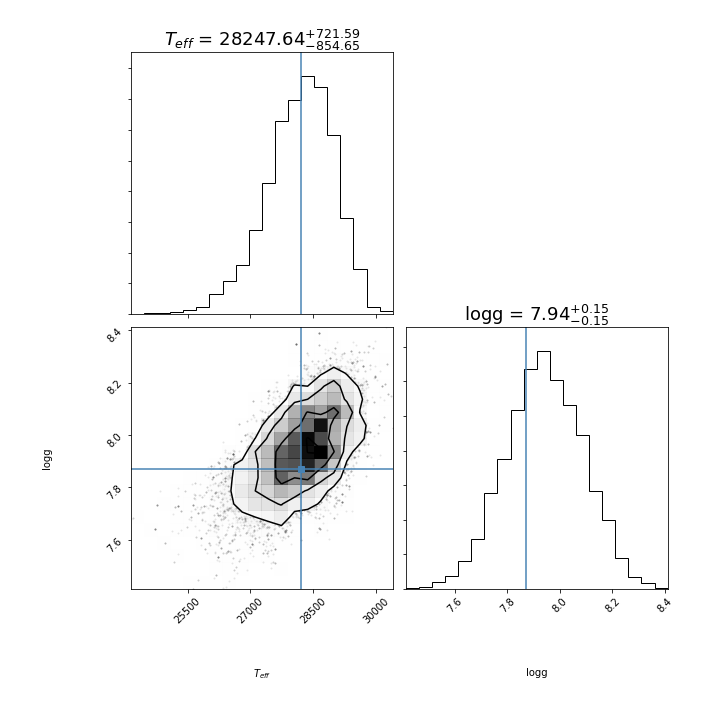 T_eff = 28247.64 +721.59 −854.65
logg = 7.94 +0.15 −0.15
8.4
8.2
8.0
7.8
7.6
logg
25500
27000
28500
30000
7.6
7.8
8.0
8.2
8.4
T_eff
logg